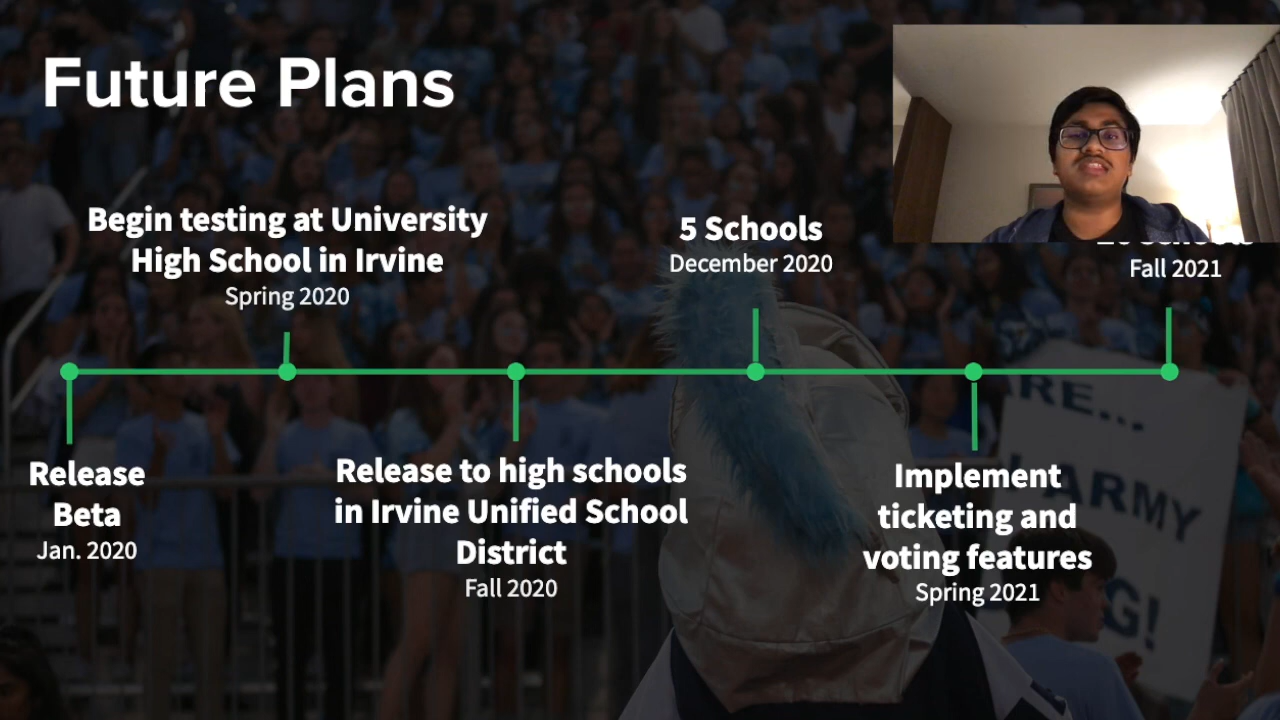 Future Plans
Begin testing at University
High School in Irvine
Spring 2020
5 Schools
December 2020
Fall 2021
Release
Beta
Jan. 2020
Release to high schools
in Irvine Unified School
District
Fall 2020
Implement
ticketing and
voting features
Spring 2021
ARE...
ARMY
G!